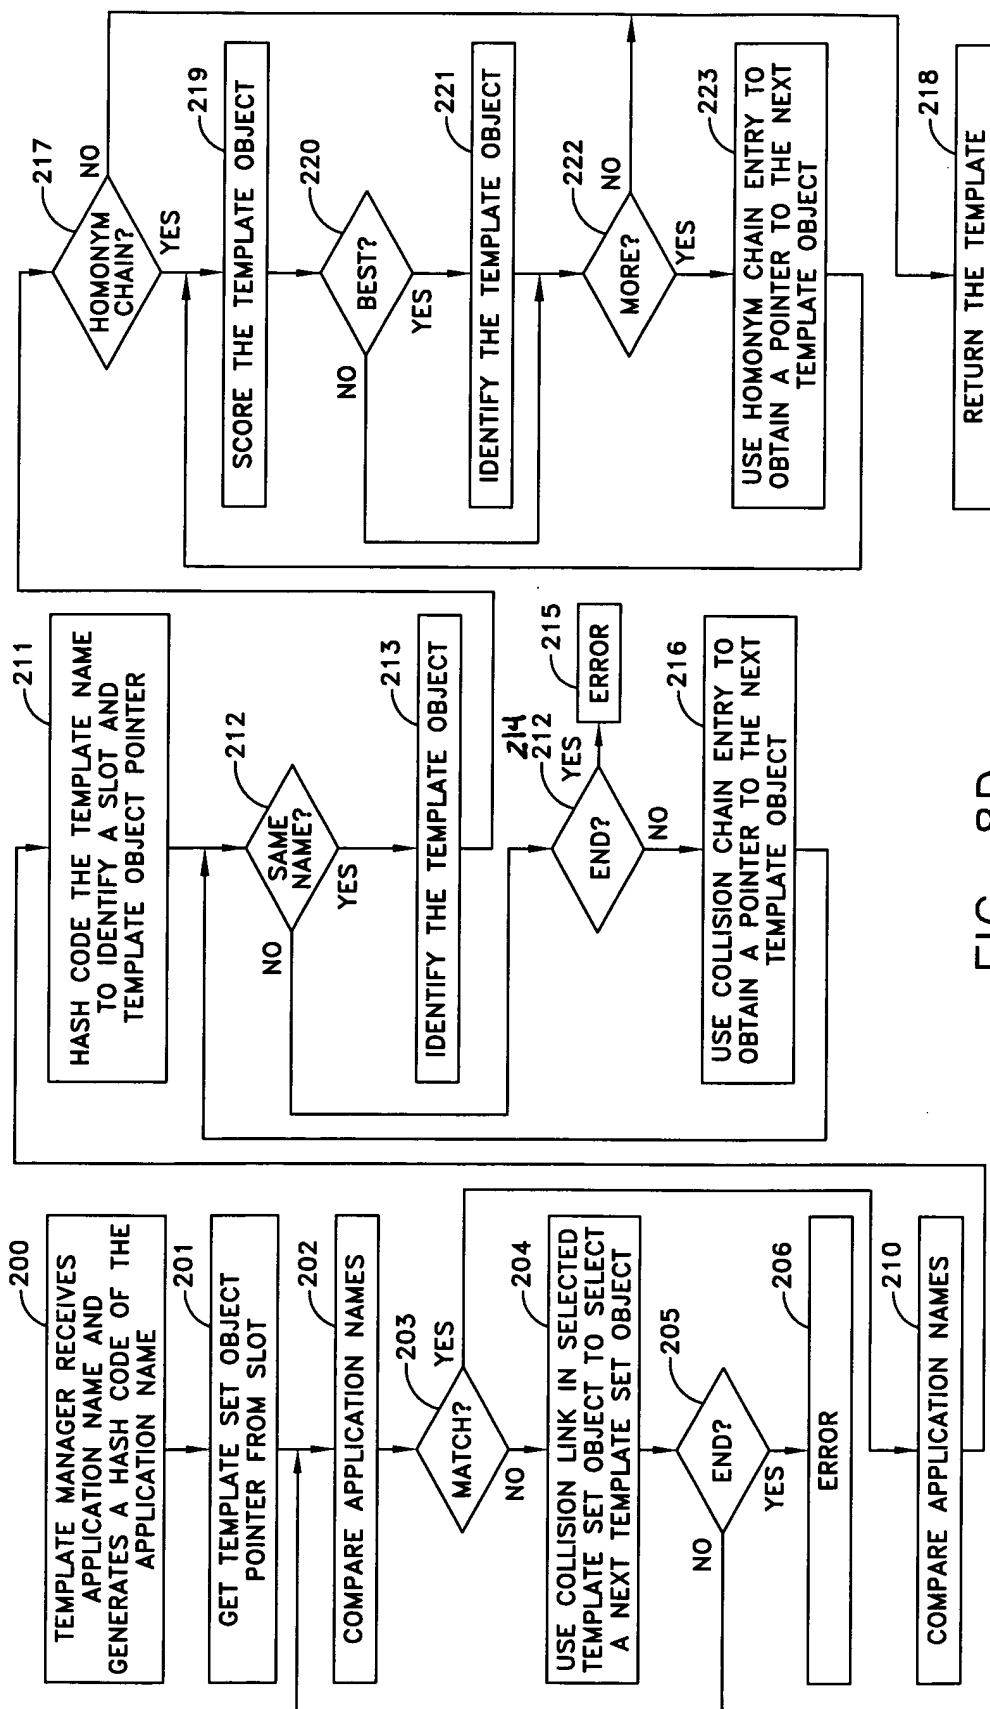 200
TEMPLATE MANAGER RECEIVES
APPLICATION NAME AND
GENERATES A HASH CODE OF THE
APPLICATION NAME
201
GET TEMPLATE SET OBJECT
POINTER FROM SLOT
202
COMPARE APPLICATION NAMES
203
MATCH?
YES
NO
204
USE COLLISION LINK IN SELECTED
TEMPLATE SET OBJECT TO SELECT
A NEXT TEMPLATE SET OBJECT
205
END?
NO
YES
206
ERROR
210
COMPARE APPLICATION NAMES
211
HASH CODE THE TEMPLATE NAME
TO IDENTIFY A SLOT AND
TEMPLATE OBJECT POINTER
212
SAME
NAME?
NO
YES
213
IDENTIFY THE TEMPLATE OBJECT
214
212
END?
YES
NO
215
ERROR
216
USE COLLISION CHAIN ENTRY TO
OBTAIN A POINTER TO THE NEXT
TEMPLATE OBJECT
217
HOMONYM
CHAIN?
NO
YES
219
SCORE THE TEMPLATE OBJECT
220
BEST?
NO
YES
221
IDENTIFY THE TEMPLATE OBJECT
222
MORE?
NO
YES
223
USE HOMONYM CHAIN ENTRY TO
OBTAIN A POINTER TO THE NEXT
TEMPLATE OBJECT
218
RETURN THE TEMPLATE